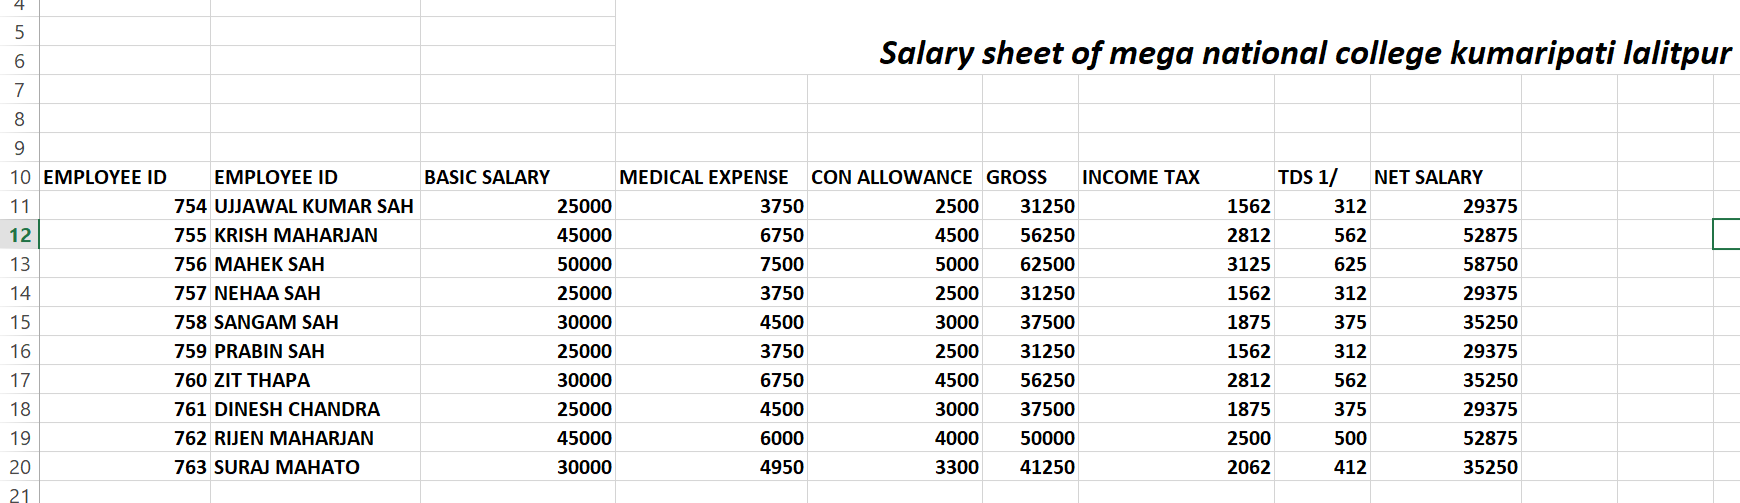 4
5
6 Salary sheet of mega national college kumaripati lalitpur
7
8
9
10 EMPLOYEE ID EMPLOYEE ID BASIC SALARY MEDICAL EXPENSE CON ALLOWANCE GROSS INCOME TAX TDS 1/ NET SALARY
11 754 UJJAWAL KUMAR SAH 25000 3750 2500 31250 1562 312 29375
12 755 KRISH MAHARJAN 45000 6750 4500 56250 2812 562 52875
13 756 MAHEK SAH 50000 7500 5000 62500 3125 625 58750
14 757 NEHAA SAH 25000 3750 2500 31250 1562 312 29375
15 758 SANGAM SAH 30000 4500 3000 37500 1875 375 35250
16 759 PRABIN SAH 25000 3750 2500 31250 1562 312 29375
17 760 ZIT THAPA 30000 6750 4500 56250 2812 562 35250
18 761 DINESH CHANDRA 25000 4500 3000 37500 1875 375 29375
19 762 RIJEN MAHARJAN 45000 6000 4000 50000 2500 500 52875
20 763 SURAJ MAHATO 30000 4950 3300 41250 2062 412 35250
21